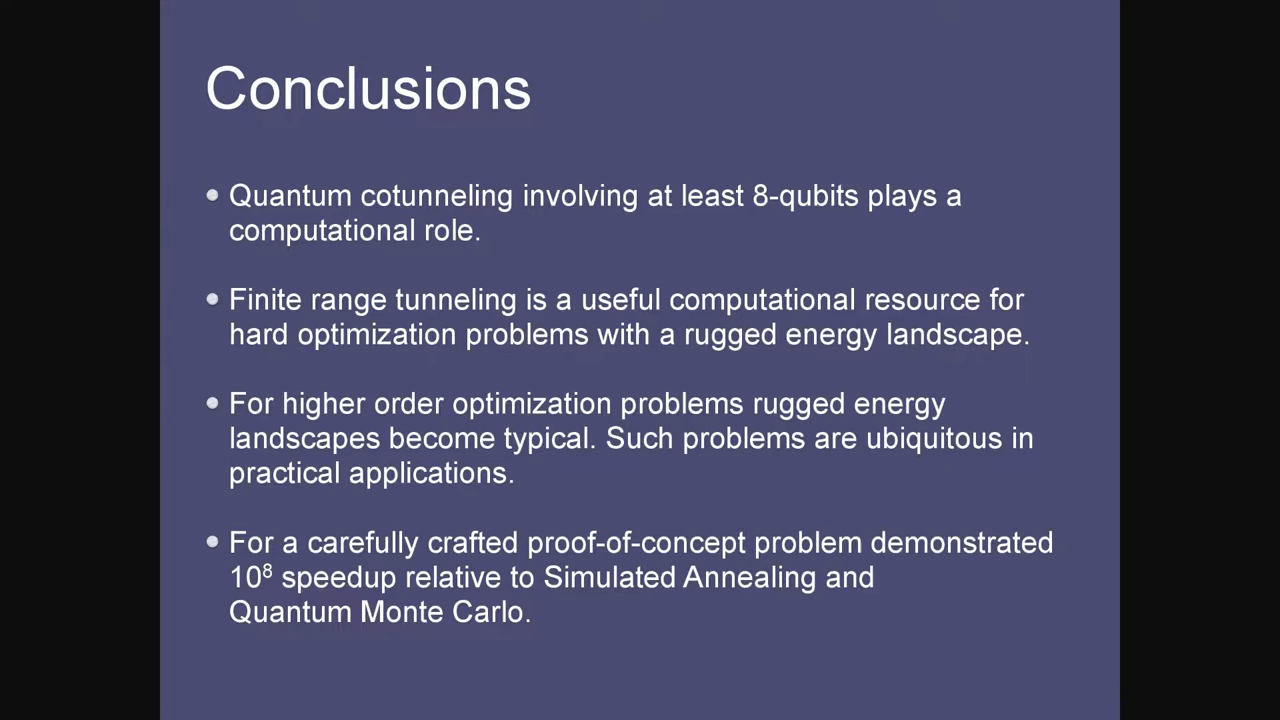 Conclusions
• Quantum cotunneling involving at least 8-qubits plays a
computational role.
• Finite range tunneling is a useful computational resource for
hard optimization problems with a rugged energy landscape.
• For higher order optimization problems rugged energy
landscapes become typical. Such problems are ubiquitous in
practical applications.
• For a carefully crafted proof-of-concept problem demonstrated
10⁸ speedup relative to Simulated Annealing and
Quantum Monte Carlo.